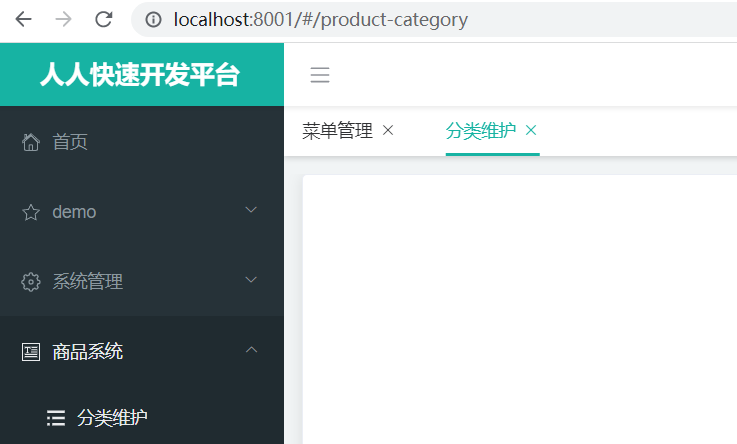 localhost:8001/#/product-category
人人快速开发平台
首页
demo
系统管理
商品系统
分类维护
菜单管理
分类维护